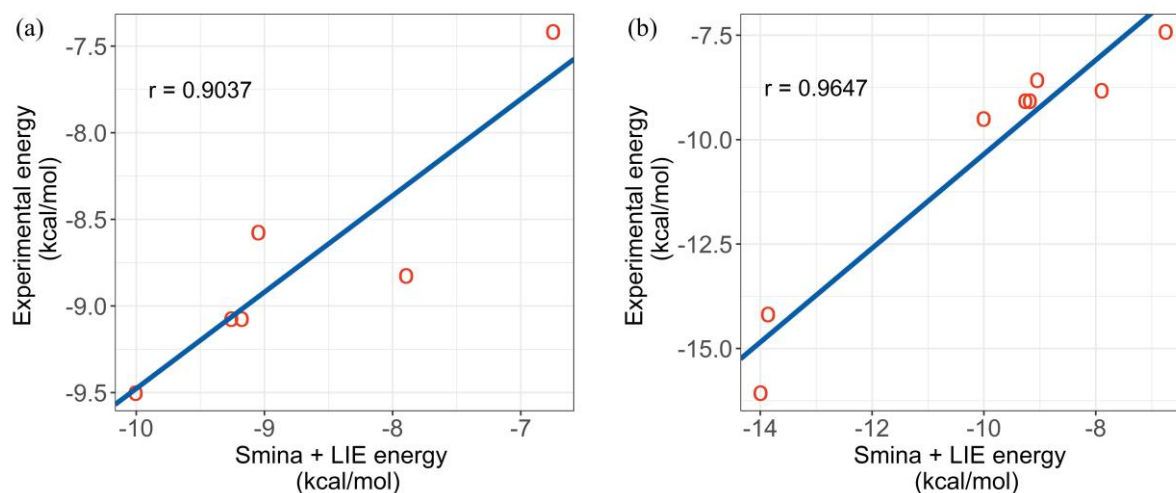 (a)
r = 0.9037
Experimental energy
(kcal/mol)
-7.5
-8.0
-8.5
-9.0
-9.5
-10
-9
-8
-7
Smina + LIE energy
(kcal/mol)
(b)
r = 0.9647
Experimental energy
(kcal/mol)
-7.5
-10.0
-12.5
-15.0
-14
-12
-10
-8
Smina + LIE energy
(kcal/mol)